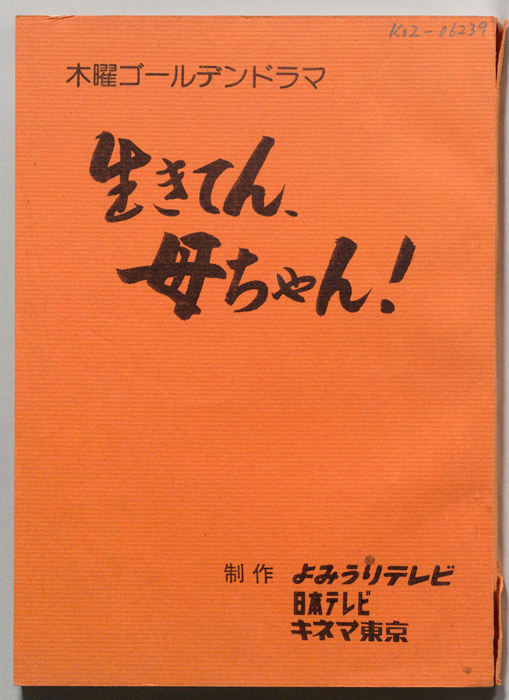 K02-06239
木曜ゴールデンドラマ
生きてん、
母ちゃん!
制作 よみうりテレビ
日本テレビ
キネマ東京